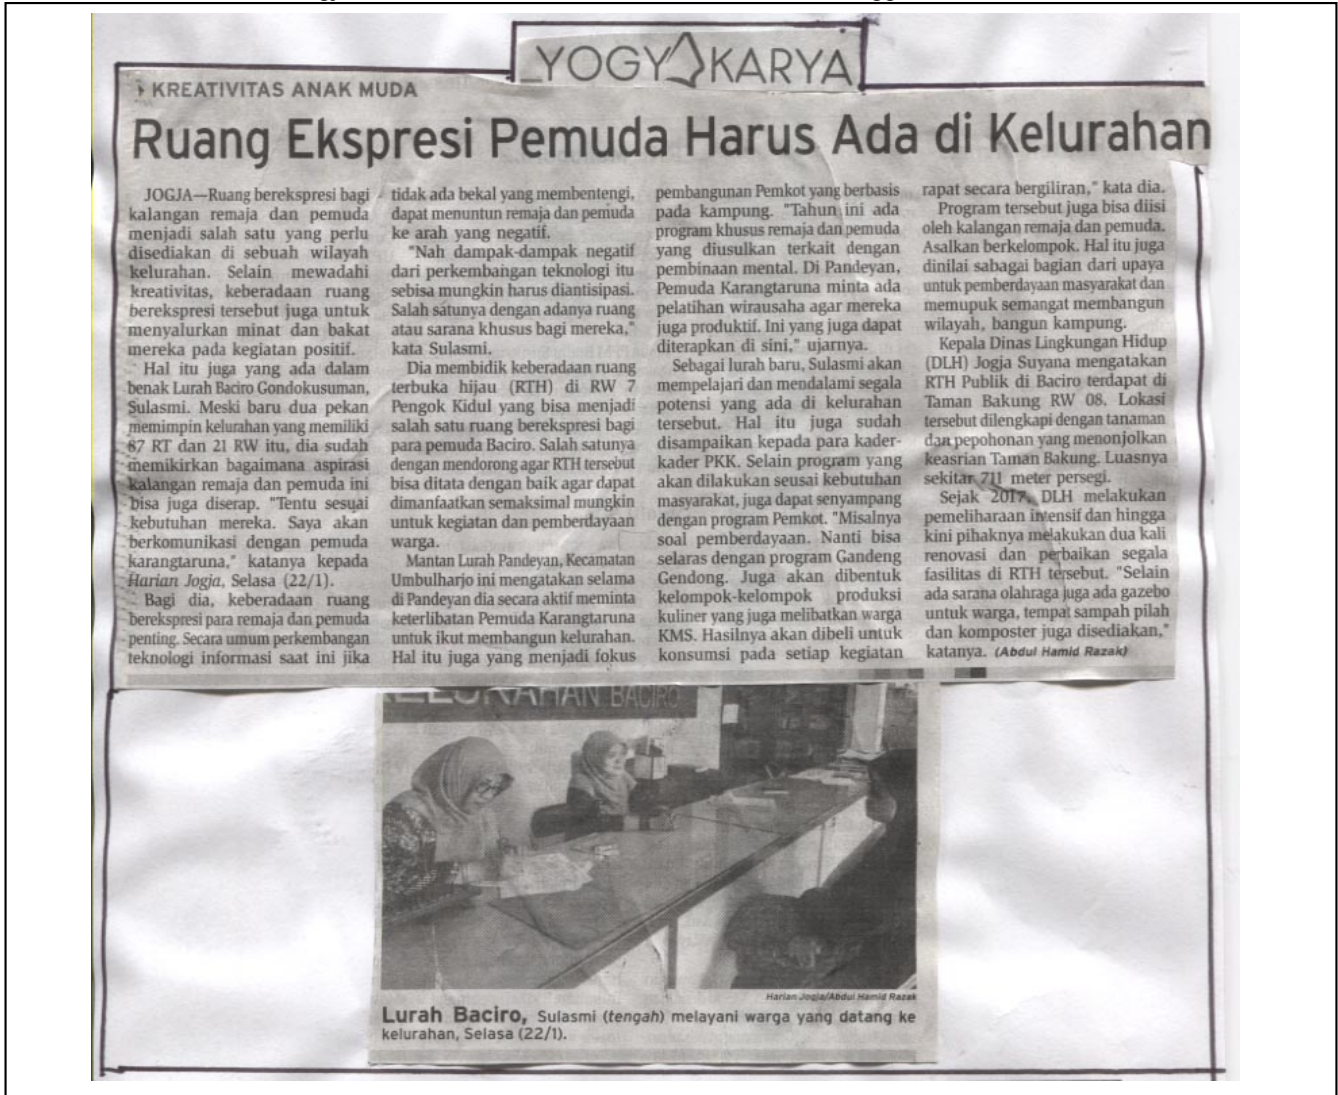 YOGYAKARYA
KREATIVITAS ANAK MUDA
Ruang Ekspresi Pemuda Harus Ada di Kelurahan
JOGJA—Ruang berekspresi bagi
kalangan remaja dan pemuda
menjadi salah satu yang perlu
disediakan di sebuah wilayah
kelurahan. Selain mewadahi
kreativitas, keberadaan ruang
berekspresi tersebut juga untuk
menyalurkan minat dan bakat
mereka pada kegiatan positif.
Hal itu juga yang ada dalam
benak Lurah Baciro Gondokusuman,
Sulasmi. Meski baru dua pekan
memimpin kelurahan yang memiliki
87 RT dan 21 RW itu, dia sudah
memikirkan bagaimana aspirasi
kalangan remaja dan pemuda ini
bisa juga diserap. "Tentu sesuai
kebutuhan mereka. Saya akan
berkomunikasi dengan pemuda
karangtaruna," katanya kepada
Harian Jogja, Selasa (22/1).
Bagi dia, keberadaan ruang
berekspresi para remaja dan pemuda
penting. Secara umum perkembangan
teknologi informasi saat ini jika
tidak ada bekal yang membentengi,
dapat menuntun remaja dan pemuda
ke arah yang negatif.
"Nah dampak-dampak negatif
dari perkembangan teknologi itu
sebisa mungkin harus diantisipasi.
Salah satunya dengan adanya ruang
atau sarana khusus bagi mereka,"
kata Sulasmi.
Dia membidik keberadaan ruang
terbuka hijau (RTH) di RW 7
Pengok Kidul yang bisa menjadi
salah satu ruang berekspresi bagi
para pemuda Baciro. Salah satunya
dengan mendorong agar RTH tersebut
bisa ditata dengan baik agar dapat
dimanfaatkan semaksimal mungkin
untuk kegiatan dan pemberdayaan
warga.
Mantan Lurah Pandeyan, Kecamatan
Umbulharjo ini mengatakan selama
di Pandeyan dia secara aktif meminta
keterlibatan Pemuda Karangtaruna
untuk ikut membangun kelurahan.
Hal itu juga yang menjadi fokus
pembangunan Pemkot yang berbasis
pada kampung. "Tahun ini ada
program khusus remaja dan pemuda
yang diusulkan terkait dengan
pembinaan mental. Di Pandeyan,
Pemuda Karangtaruna minta ada
pelatihan wirausaha agar mereka
juga produktif. Ini yang juga dapat
diterapkan di sini," ujarnya.
Sebagai lurah baru, Sulasmi akan
mempelajari dan mendalami segala
potensi yang ada di kelurahan
tersebut. Hal itu juga sudah
disampaikan kepada para kader-
kader PKK. Selain program yang
akan dilakukan seusai kebutuhan
masyarakat, juga dapat senyampang
dengan program Pemkot. "Misalnya
soal pemberdayaan. Nanti bisa
selaras dengan program Gandeng
Gendong. Juga akan dibentuk
kelompok-kelompok produksi
kuliner yang juga melibatkan warga
KMS. Hasilnya akan dibeli untuk
konsumsi pada setiap kegiatan
rapat secara bergiliran," kata dia.
Program tersebut juga bisa diisi
oleh kalangan remaja dan pemuda.
Asalkan berkelompok. Hal itu juga
dinilai sabagai bagian dari upaya
untuk pemberdayaan masyarakat dan
memupuk semangat membangun
wilayah, bangun kampung.
Kepala Dinas Lingkungan Hidup
(DLH) Jogja Suyana mengatakan
RTH Publik di Baciro terdapat di
Taman Bakung RW 08. Lokasi
tersebut dilengkapi dengan tanaman
dan pepohonan yang menonjolkan
keasrian Taman Bakung. Luasnya
sekitar 711 meter persegi.
Sejak 2017, DLH melakukan
pemeliharaan intensif dan hingga
kini pihaknya melakukan dua kali
renovasi dan perbaikan segala
fasilitas di RTH tersebut. "Selain
ada sarana olahraga juga ada gazebo
untuk warga, tempat sampah pilah
dan komposter juga disediakan,"
katanya. (Abdul Hamid Razak)
KELURAHAN BACIRO
Harian Jogja/Abdul Hamid Razak
Lurah Baciro, Sulasmi (tengah) melayani warga yang datang ke
kelurahan, Selasa (22/1).